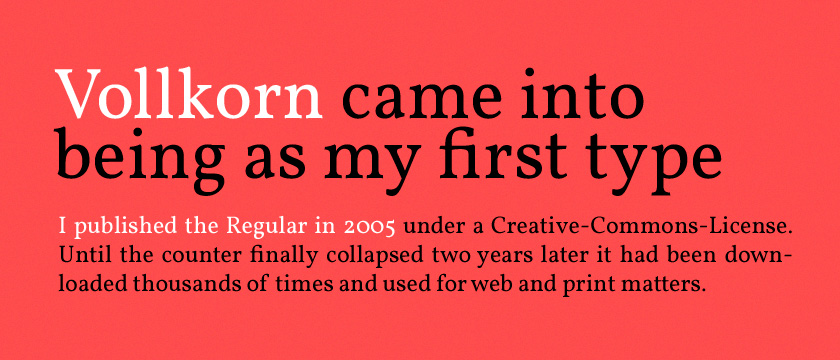 Vollkorn came into
being as my first type
I published the Regular in 2005 under a Creative-Commons-License.
Until the counter finally collapsed two years later it had been down-
loaded thousands of times and used for web and print matters.